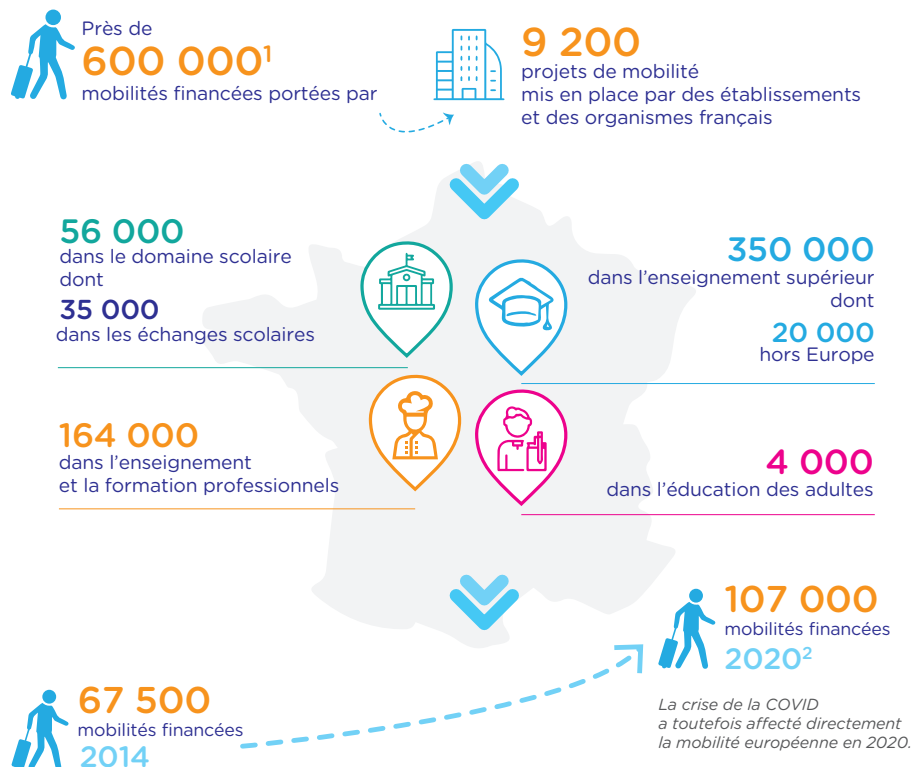 Près de
600 000¹
mobilités financées portées par
9 200
projets de mobilité
mis en place par des établissements
et des organismes français
56 000
dans le domaine scolaire
dont
35 000
dans les échanges scolaires
350 000
dans l’enseignement supérieur
dont
20 000
hors Europe
164 000
dans l’enseignement
et la formation professionnels
4 000
dans l’éducation des adultes
67 500
mobilités financées
2014
107 000
mobilités financées
2020²
La crise de la COVID
a toutefois affecté directement
la mobilité européenne en 2020.